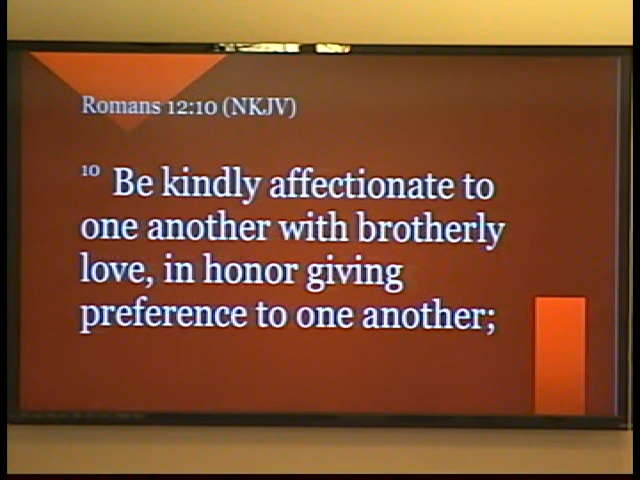 Romans 12:10 (NKJV)
10 Be kindly affectionate to
one another with brotherly
love, in honor giving
preference to one another;